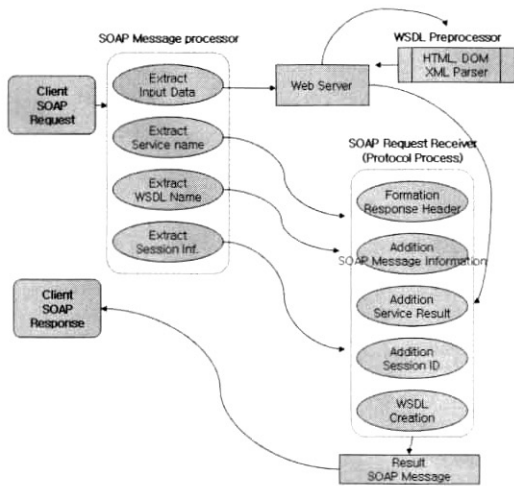 SOAP Message processor
WSDL Preprocessor
HTML, DOM
XML Parser
Extract
Input Data
Web Server
Client
SOAP
Request
Extract
Service name
SOAP Request Receiver
(Protocol Process)
Extract
WSDL Name
Formation
Response Header
Extract
Session Inf.
Addition
SOAP Message Information
Client
SOAP
Response
Addition
Service Result
Addition
Session ID
WSDL
Creation
Result
SOAP Message